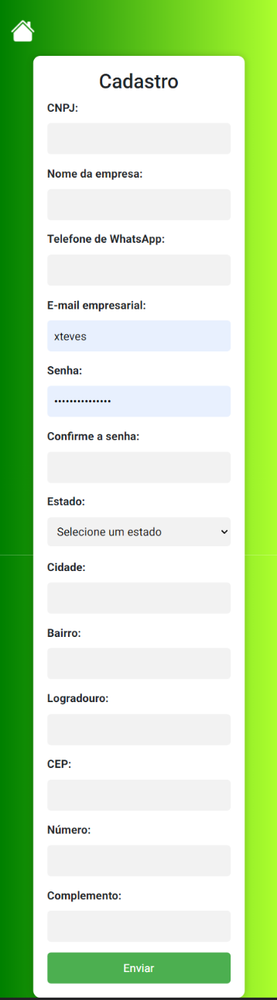 Cadastro
CNPJ:
Nome da empresa:
Telefone de WhatsApp:
E-mail empresarial:
xteves
Senha:
•••••••••••••••
Confirme a senha:
Estado:
Selecione um estado
Cidade:
Bairro:
Logradouro:
CEP:
Número:
Complemento:
Enviar